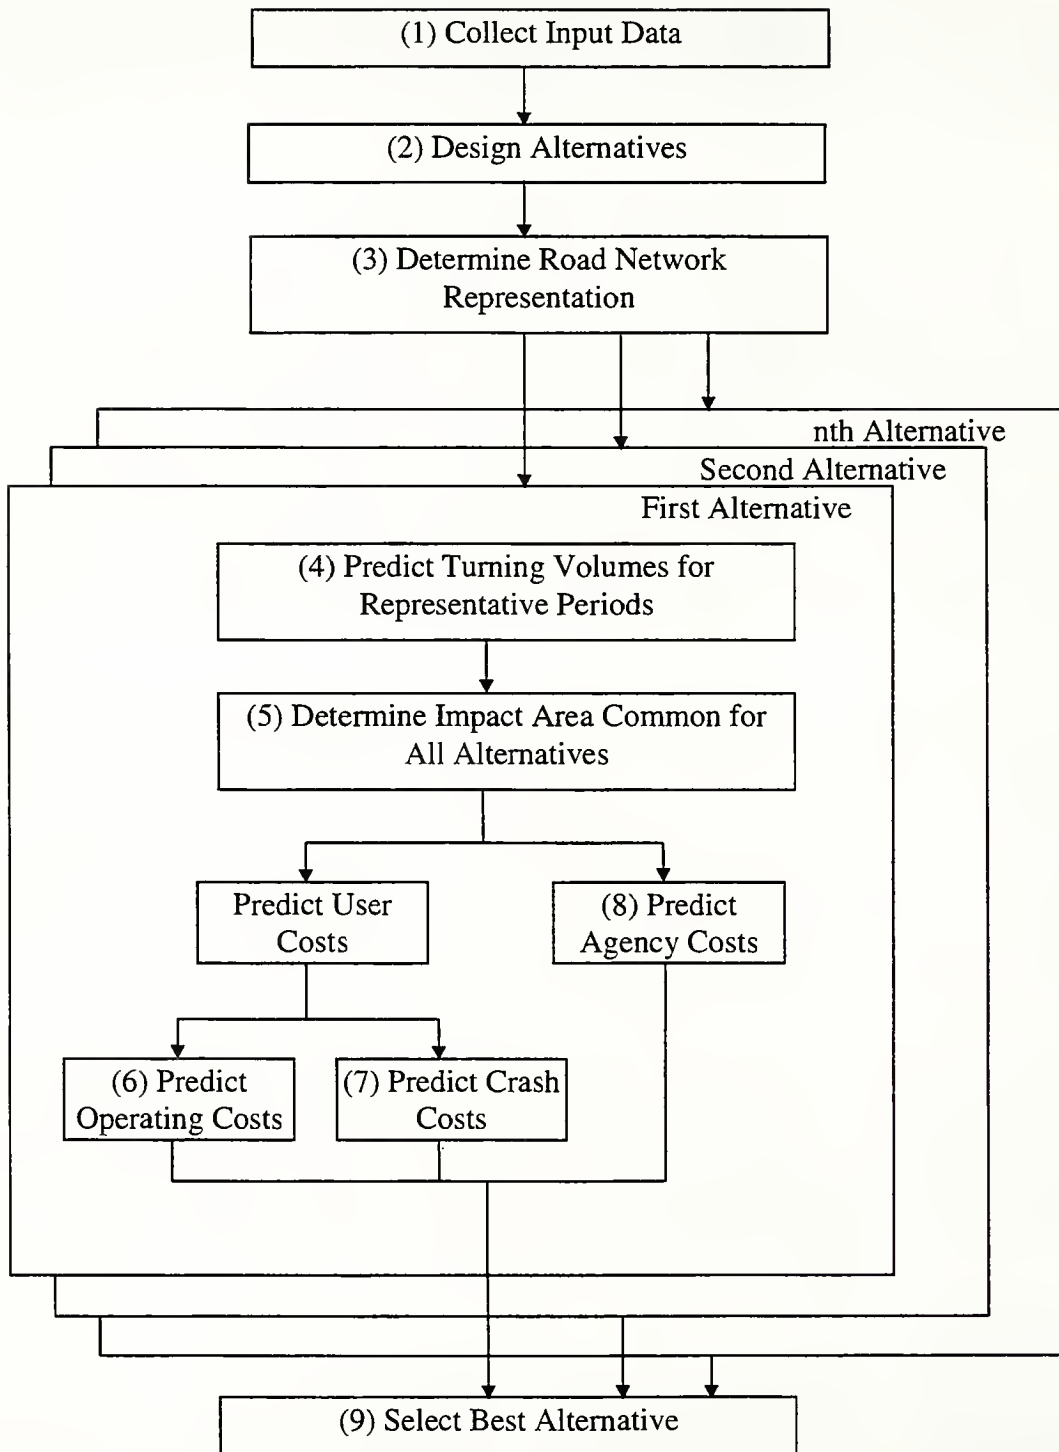 (1) Collect Input Data
(2) Design Alternatives
(3) Determine Road Network
Representation
nth Alternative
Second Alternative
First Alternative
(4) Predict Turning Volumes for
Representative Periods
(5) Determine Impact Area Common for
All Alternatives
Predict User
Costs
(8) Predict
Agency Costs
(6) Predict
Operating Costs
(7) Predict Crash
Costs
(9) Select Best Alternative